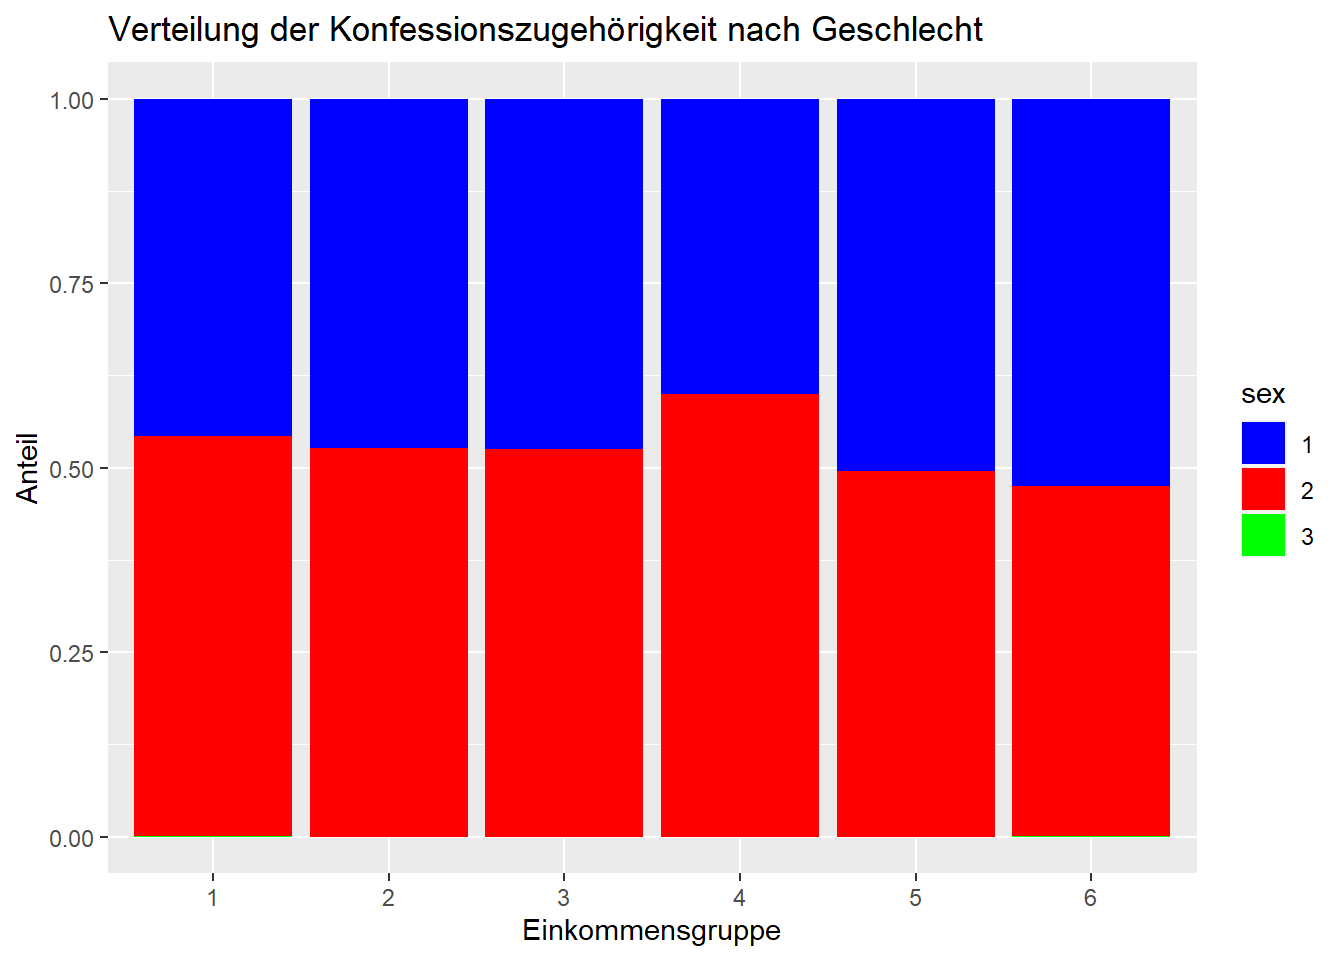 Verteilung der Konfessionszugehörigkeit nach Geschlecht
1.00
0.75
0.50
0.25
0.00
Anteil
1 2 3 4 5 6
Einkommensgruppe
sex
1
2
3